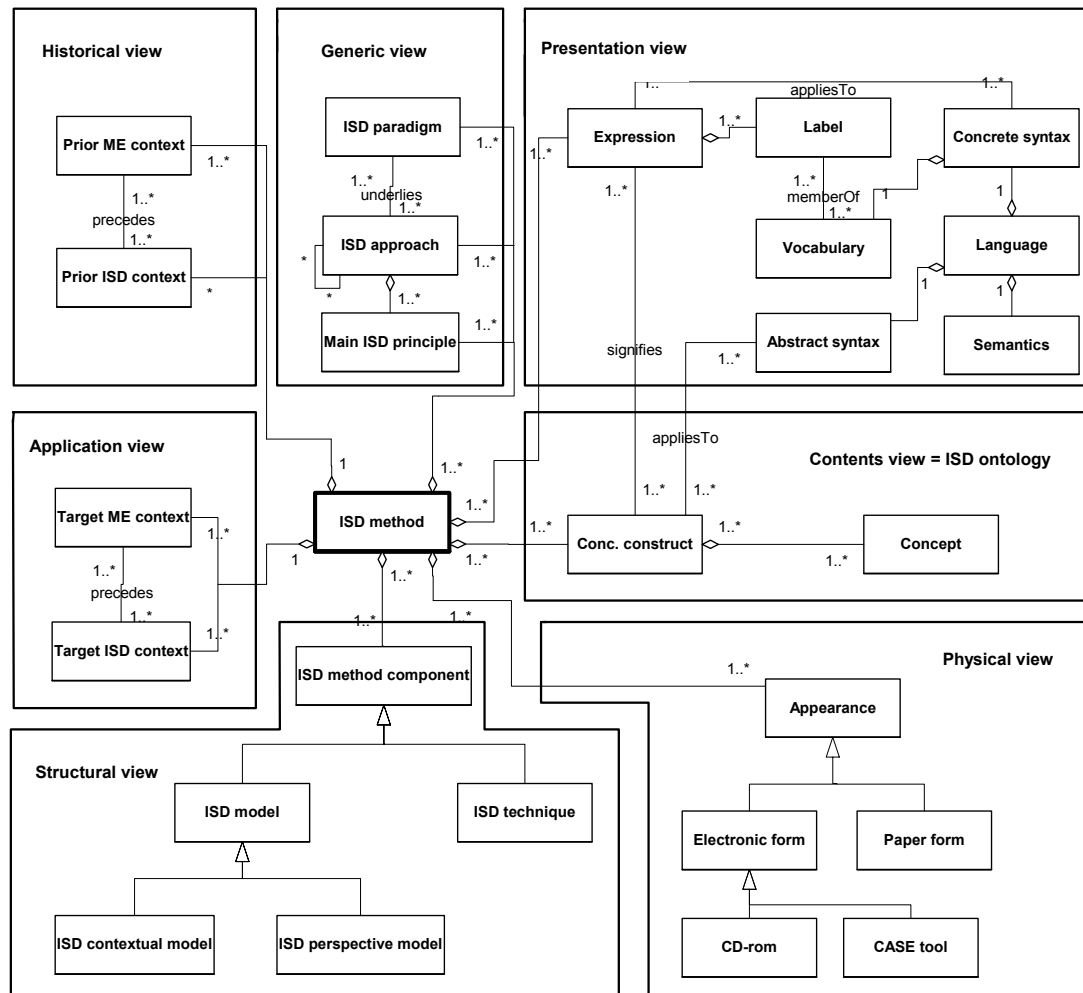 Historical view
Prior ME context
1..*
1..*
precedes
1..*
Prior ISD context
*
Generic view
ISD paradigm
1..*
1..*
underlies
1..*
ISD approach
*
*
1..*
1..*
Main ISD principle
1..*
Presentation view
1..
appliesTo
1..*
Expression
1..*
1..*
Label
Concrete syntax
1..*
1..*
memberOf
1..*
1
1
Vocabulary
Language
1
1
Abstract syntax
1..*
Semantics
signifies
appliesTo
Application view
Target ME context
1..*
1..*
precedes
1..*
Target ISD context
1..*
1
1
1..*
1..*
ISD method
1..*
1..*
1..*
Contents view = ISD ontology
1..*
1..*
1..*
Conc. construct
1..*
1..*
Concept
1..*
Structural view
ISD method component
ISD model
ISD technique
ISD contextual model
ISD perspective model
Physical view
1..*
Appearance
Electronic form
Paper form
CD-rom
CASE tool